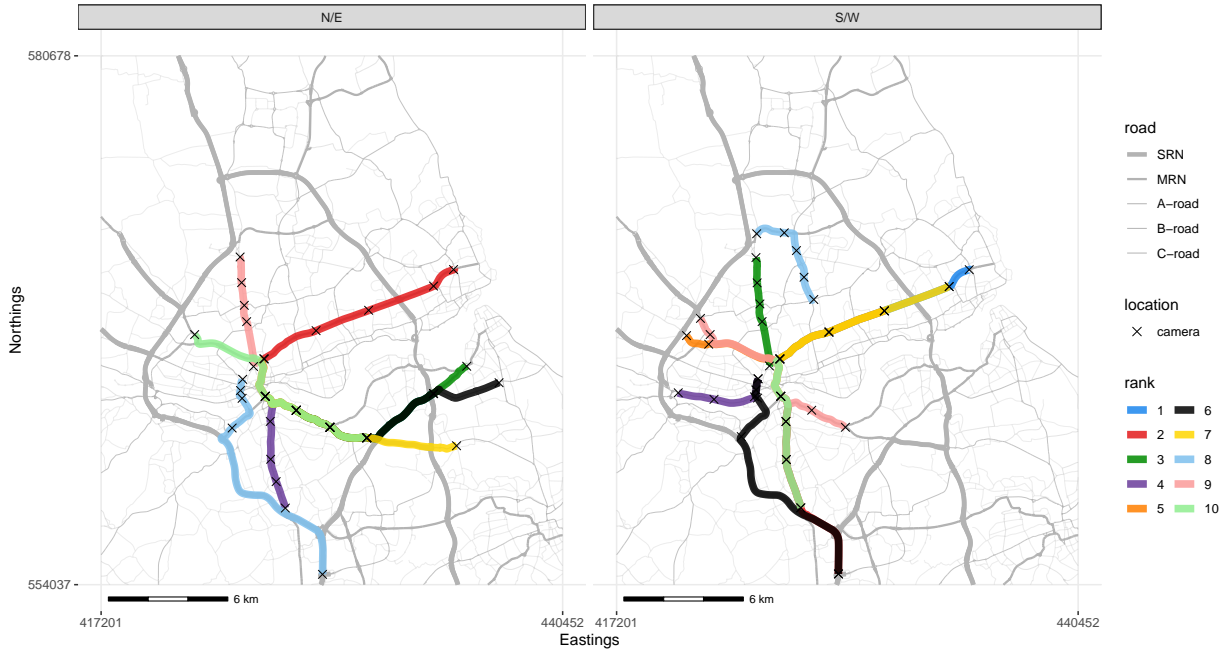 N/E
S/W
580678
Northings
554037
6 km
6 km
417201
440452
417201
440452
Eastings
road
SRN
MRN
A−road
B−road
C−road
location
camera
rank
1
6
2
7
3
8
4
9
5
10